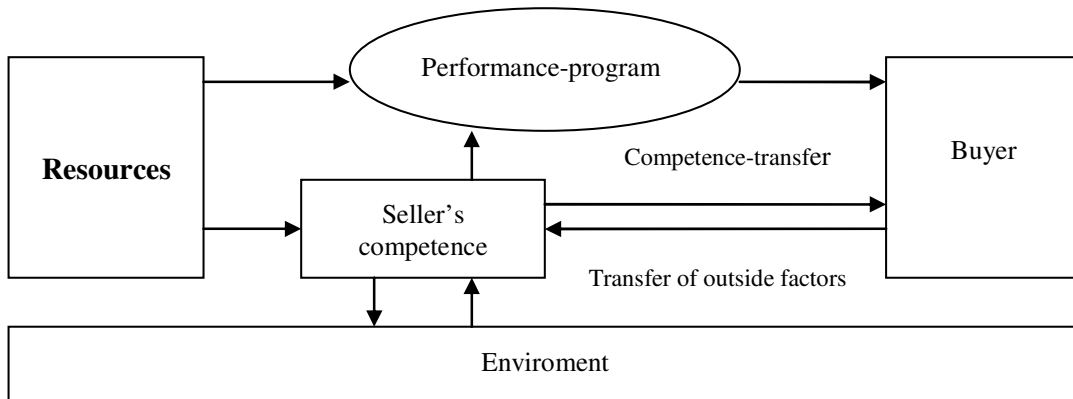 Performance-program
Resources
Buyer
Competence-transfer
Seller’s
competence
Transfer of outside factors
Enviroment